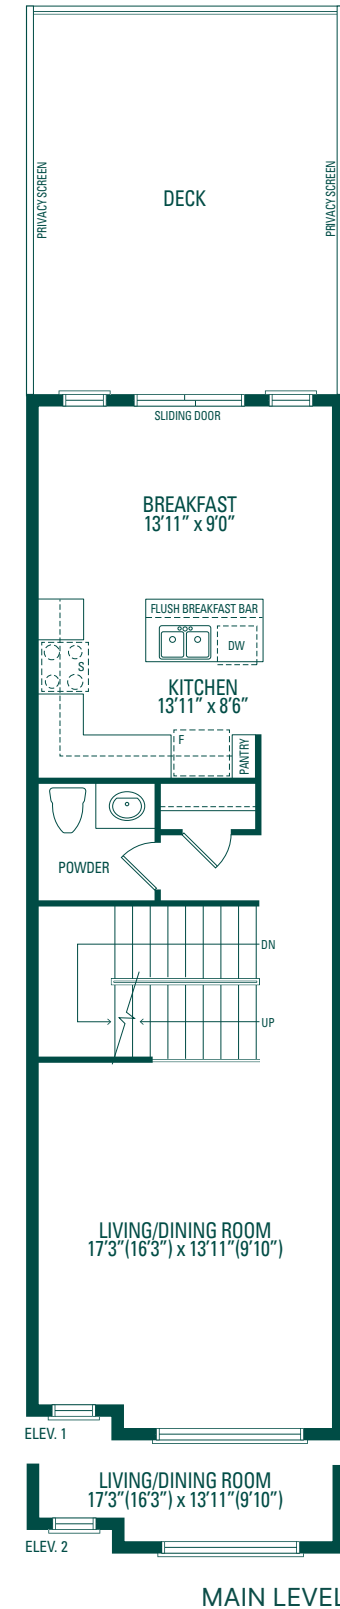 DECK
PRIVACY SCREEN
PRIVACY SCREEN
SLIDING DOOR
BREAKFAST
13'11" x 9'0"
FLUSH BREAKFAST BAR
DW
S
KITCHEN
13'11" x 8'6"
F
PANTRY
POWDER
DN
UP
LIVING/DINING ROOM
17'3"(16'3") x 13'11"(9'10")
ELEV. 1
LIVING/DINING ROOM
17'3"(16'3") x 13'11"(9'10")
ELEV. 2
MAIN LEVEL